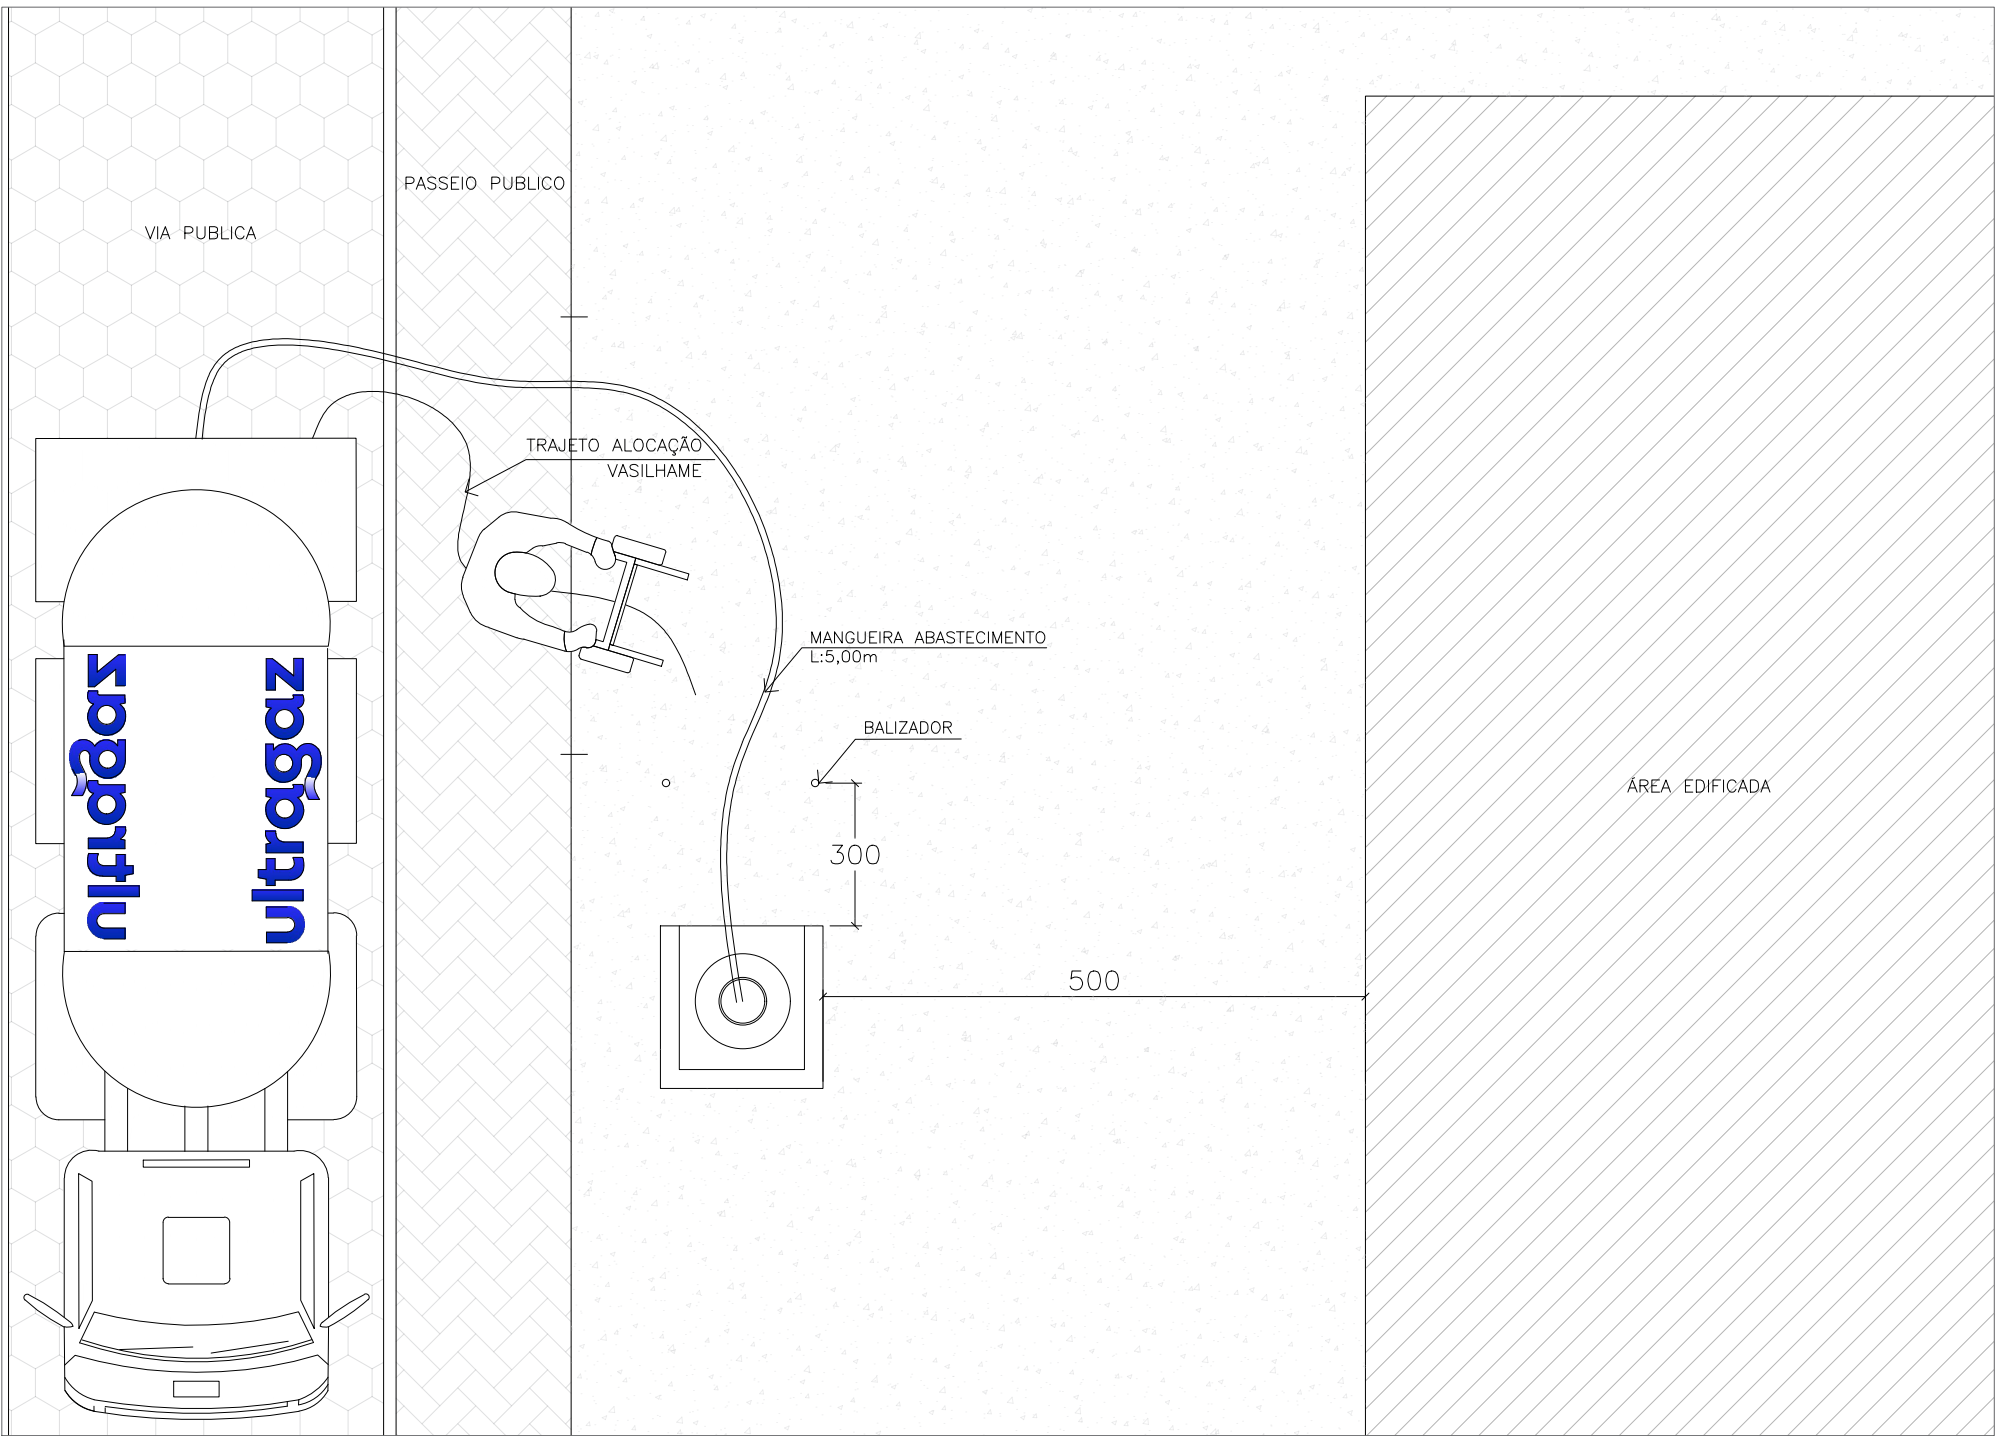 PASSEIO PUBLICO
VIA PUBLICA
TRAJETO ALOCAÇÃO
VASILHAME
MANGUEIRA ABASTECIMENTO
L:5,00m
BALIZADOR
ÁREA EDIFICADA
300
500
ultragaz
ultragaz